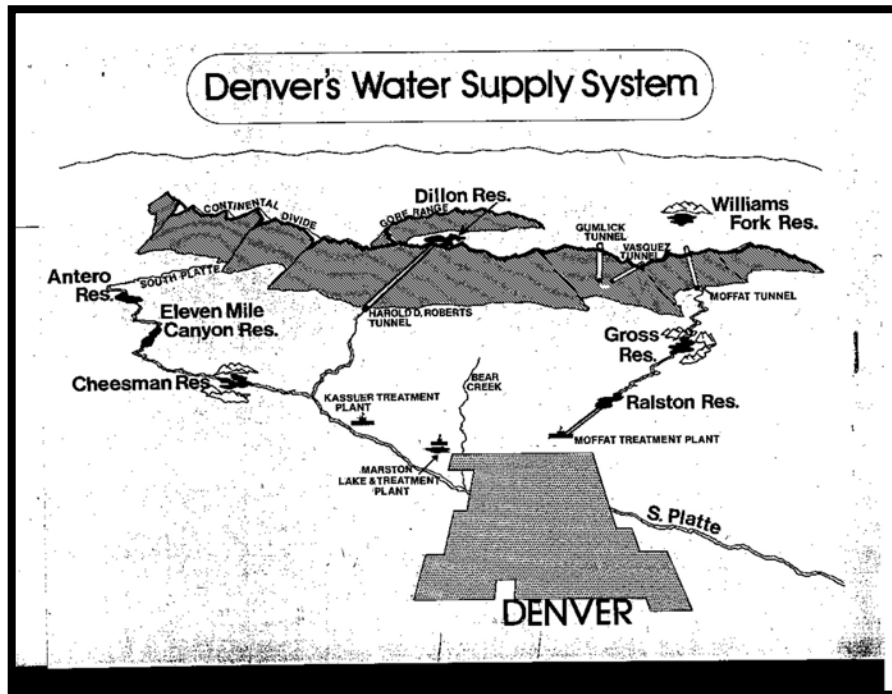 Denver's Water Supply System
CONTINENTAL
DIVIDE
GORE RANGE
Dillon Res.
Williams
Fork Res.
GUMLICK
TUNNEL
VASQUEZ
TUNNEL
MOFFAT TUNNEL
SOUTH PLATTE
Antero
Res.
Eleven Mile
Canyon Res.
HAROLD D. ROBERTS
TUNNEL
Gross
Res.
Cheesman Res.
KASSUER TREATMENT
PLANT
BEAR
CREEK
Ralston Res.
MOFFAT TREATMENT PLANT
MARSTON
LAKE & TREATMENT
PLANT
S. Platte
DENVER